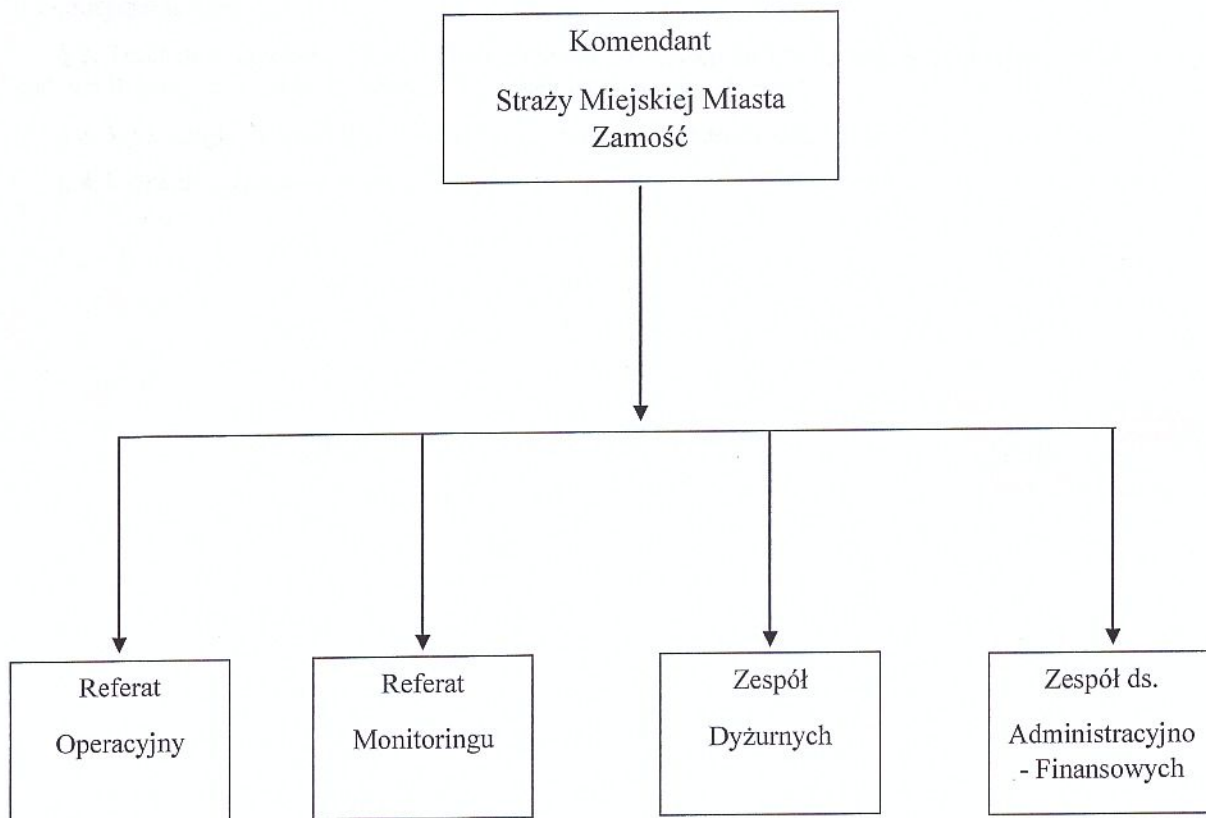 Komendant
Straży Miejskiej Miasta
Zamość
Referat
Operacyjny
Referat
Monitoringu
Zespół
Dyżurnych
Zespół ds.
Administracyjno
- Finansowych